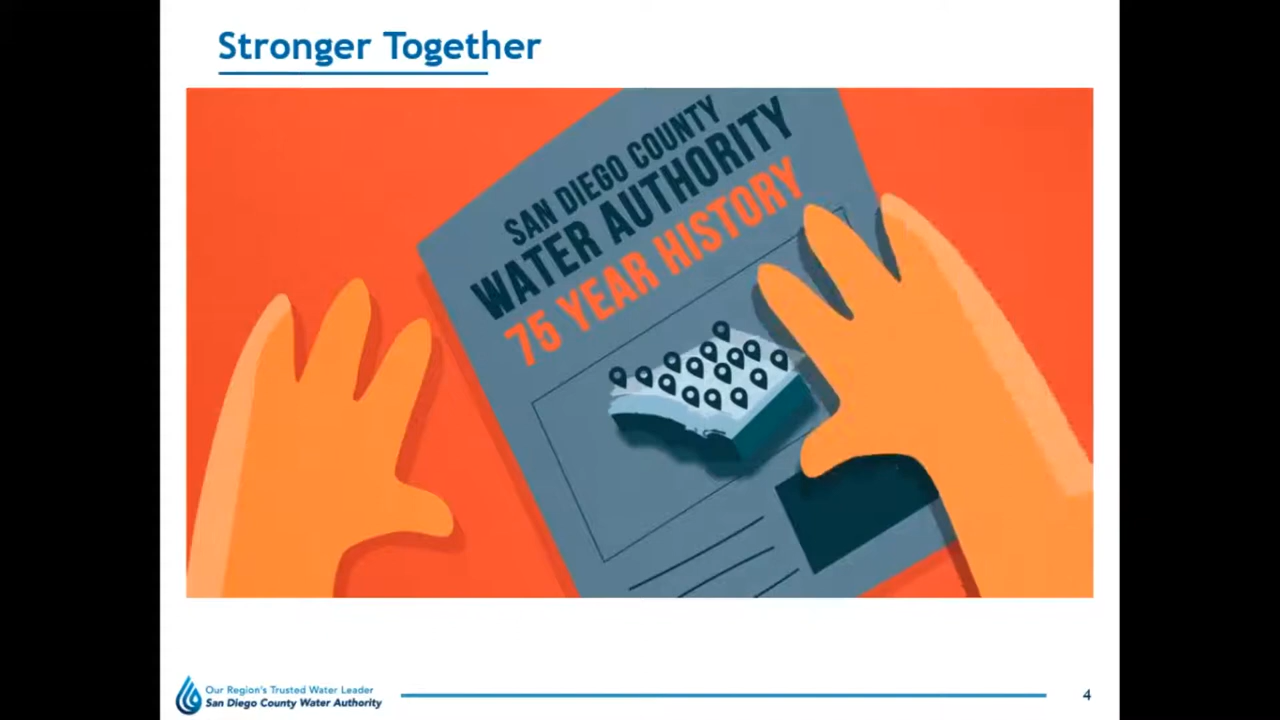 Stronger Together
SAN DIEGO COUNTY
WATER AUTHORITY
75 YEAR HISTORY
Our Region's Trusted Water Leader
San Diego County Water Authority
4